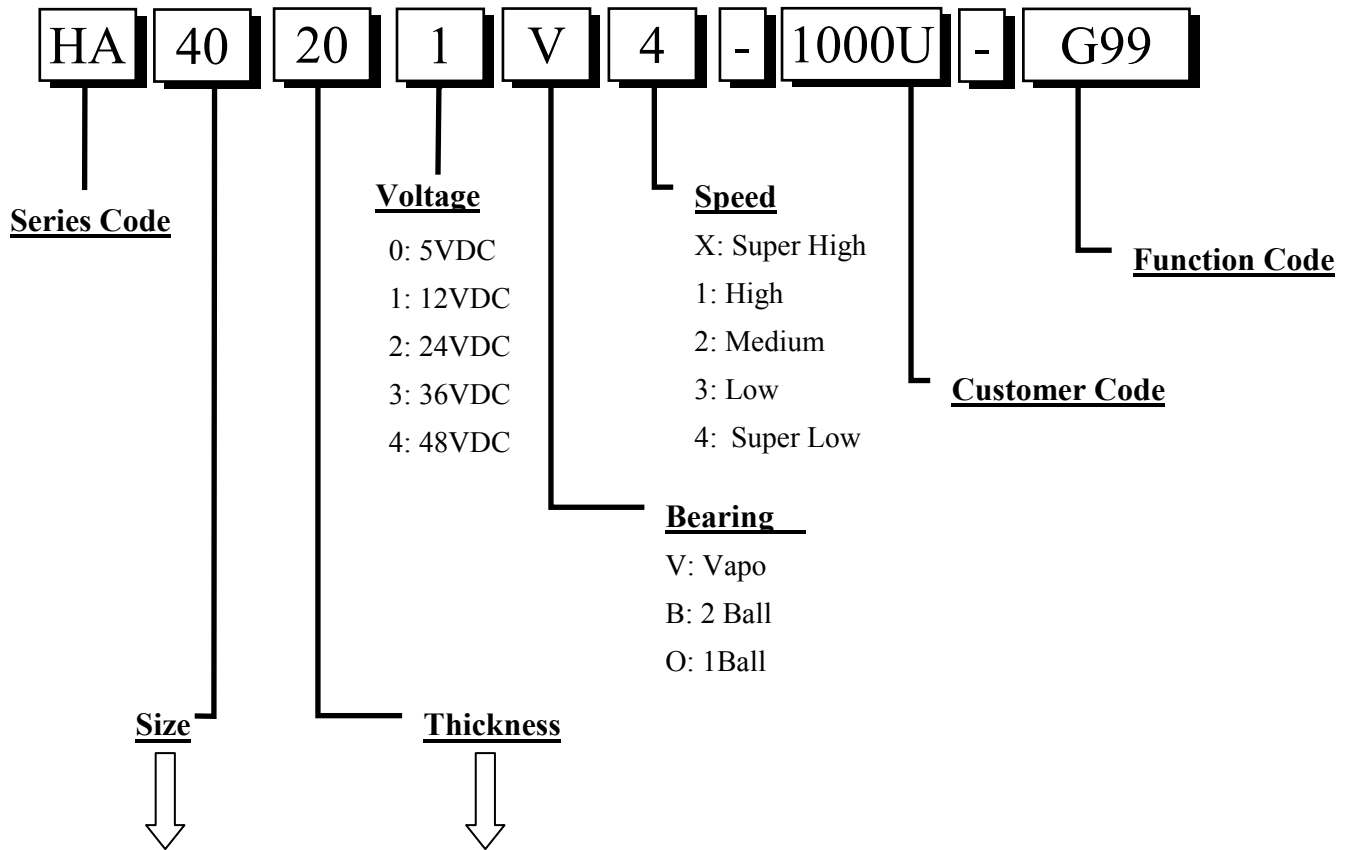 HA 40 20 1 V 4 - 1000U - G99
Series Code
Voltage
0: 5VDC
1: 12VDC
2: 24VDC
3: 36VDC
4: 48VDC
Speed
X: Super High
1: High
2: Medium
3: Low
4: Super Low
Function Code
Customer Code
Bearing
V: Vapo
B: 2 Ball
O: 1Ball
Size
Thickness